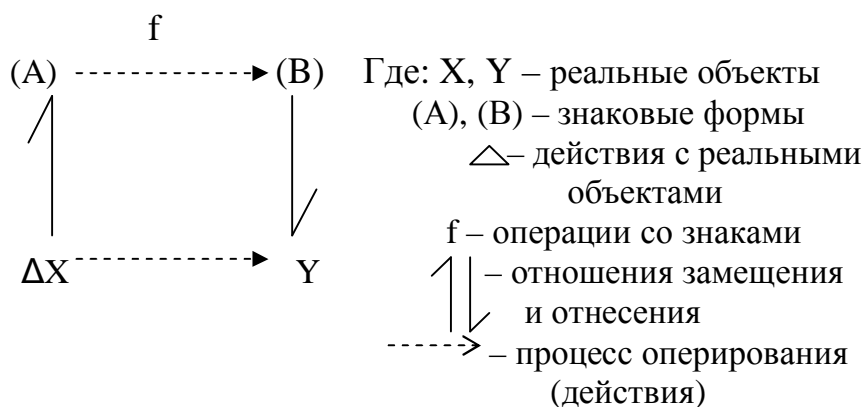 f
(A) (B) Где: X, Y – реальные объекты
(A), (B) – знаковые формы
– действия с реальными
объектами
f – операции со знаками
ΔX Y – отношения замещения
и отнесения
– процесс оперирования
(действия)